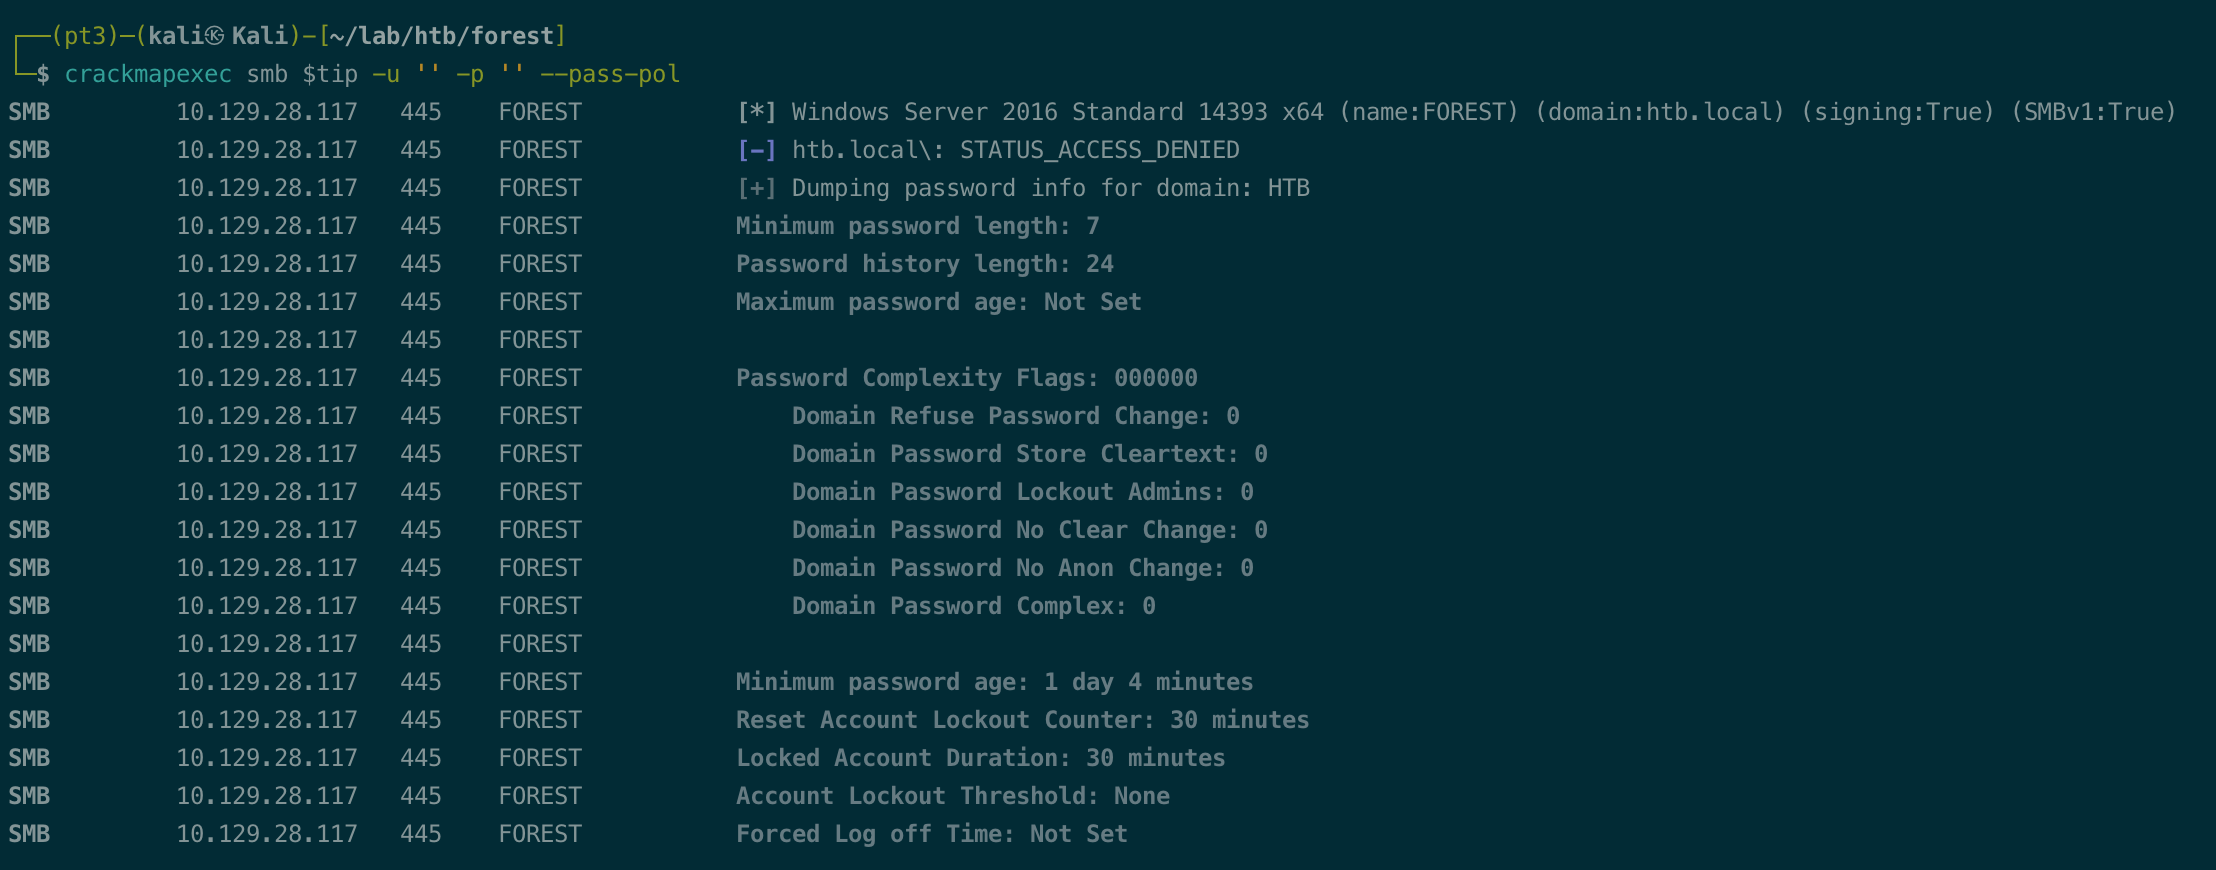 ┌──(pt3)─(kali㉿Kali)-[~/lab/htb/forest]
└─$ crackmapexec smb $tip -u '' -p '' --pass-pol
SMB         10.129.28.117   445    FOREST           [*] Windows Server 2016 Standard 14393 x64 (name:FOREST) (domain:htb.local) (signing:True) (SMBv1:True)
SMB         10.129.28.117   445    FOREST           [-] htb.local\: STATUS_ACCESS_DENIED
SMB         10.129.28.117   445    FOREST           [+] Dumping password info for domain: HTB
SMB         10.129.28.117   445    FOREST           Minimum password length: 7
SMB         10.129.28.117   445    FOREST           Password history length: 24
SMB         10.129.28.117   445    FOREST           Maximum password age: Not Set
SMB         10.129.28.117   445    FOREST
SMB         10.129.28.117   445    FOREST           Password Complexity Flags: 000000
SMB         10.129.28.117   445    FOREST               Domain Refuse Password Change: 0
SMB         10.129.28.117   445    FOREST               Domain Password Store Cleartext: 0
SMB         10.129.28.117   445    FOREST               Domain Password Lockout Admins: 0
SMB         10.129.28.117   445    FOREST               Domain Password No Clear Change: 0
SMB         10.129.28.117   445    FOREST               Domain Password No Anon Change: 0
SMB         10.129.28.117   445    FOREST               Domain Password Complex: 0
SMB         10.129.28.117   445    FOREST
SMB         10.129.28.117   445    FOREST           Minimum password age: 1 day 4 minutes
SMB         10.129.28.117   445    FOREST           Reset Account Lockout Counter: 30 minutes
SMB         10.129.28.117   445    FOREST           Locked Account Duration: 30 minutes
SMB         10.129.28.117   445    FOREST           Account Lockout Threshold: None
SMB         10.129.28.117   445    FOREST           Forced Log off Time: Not Set